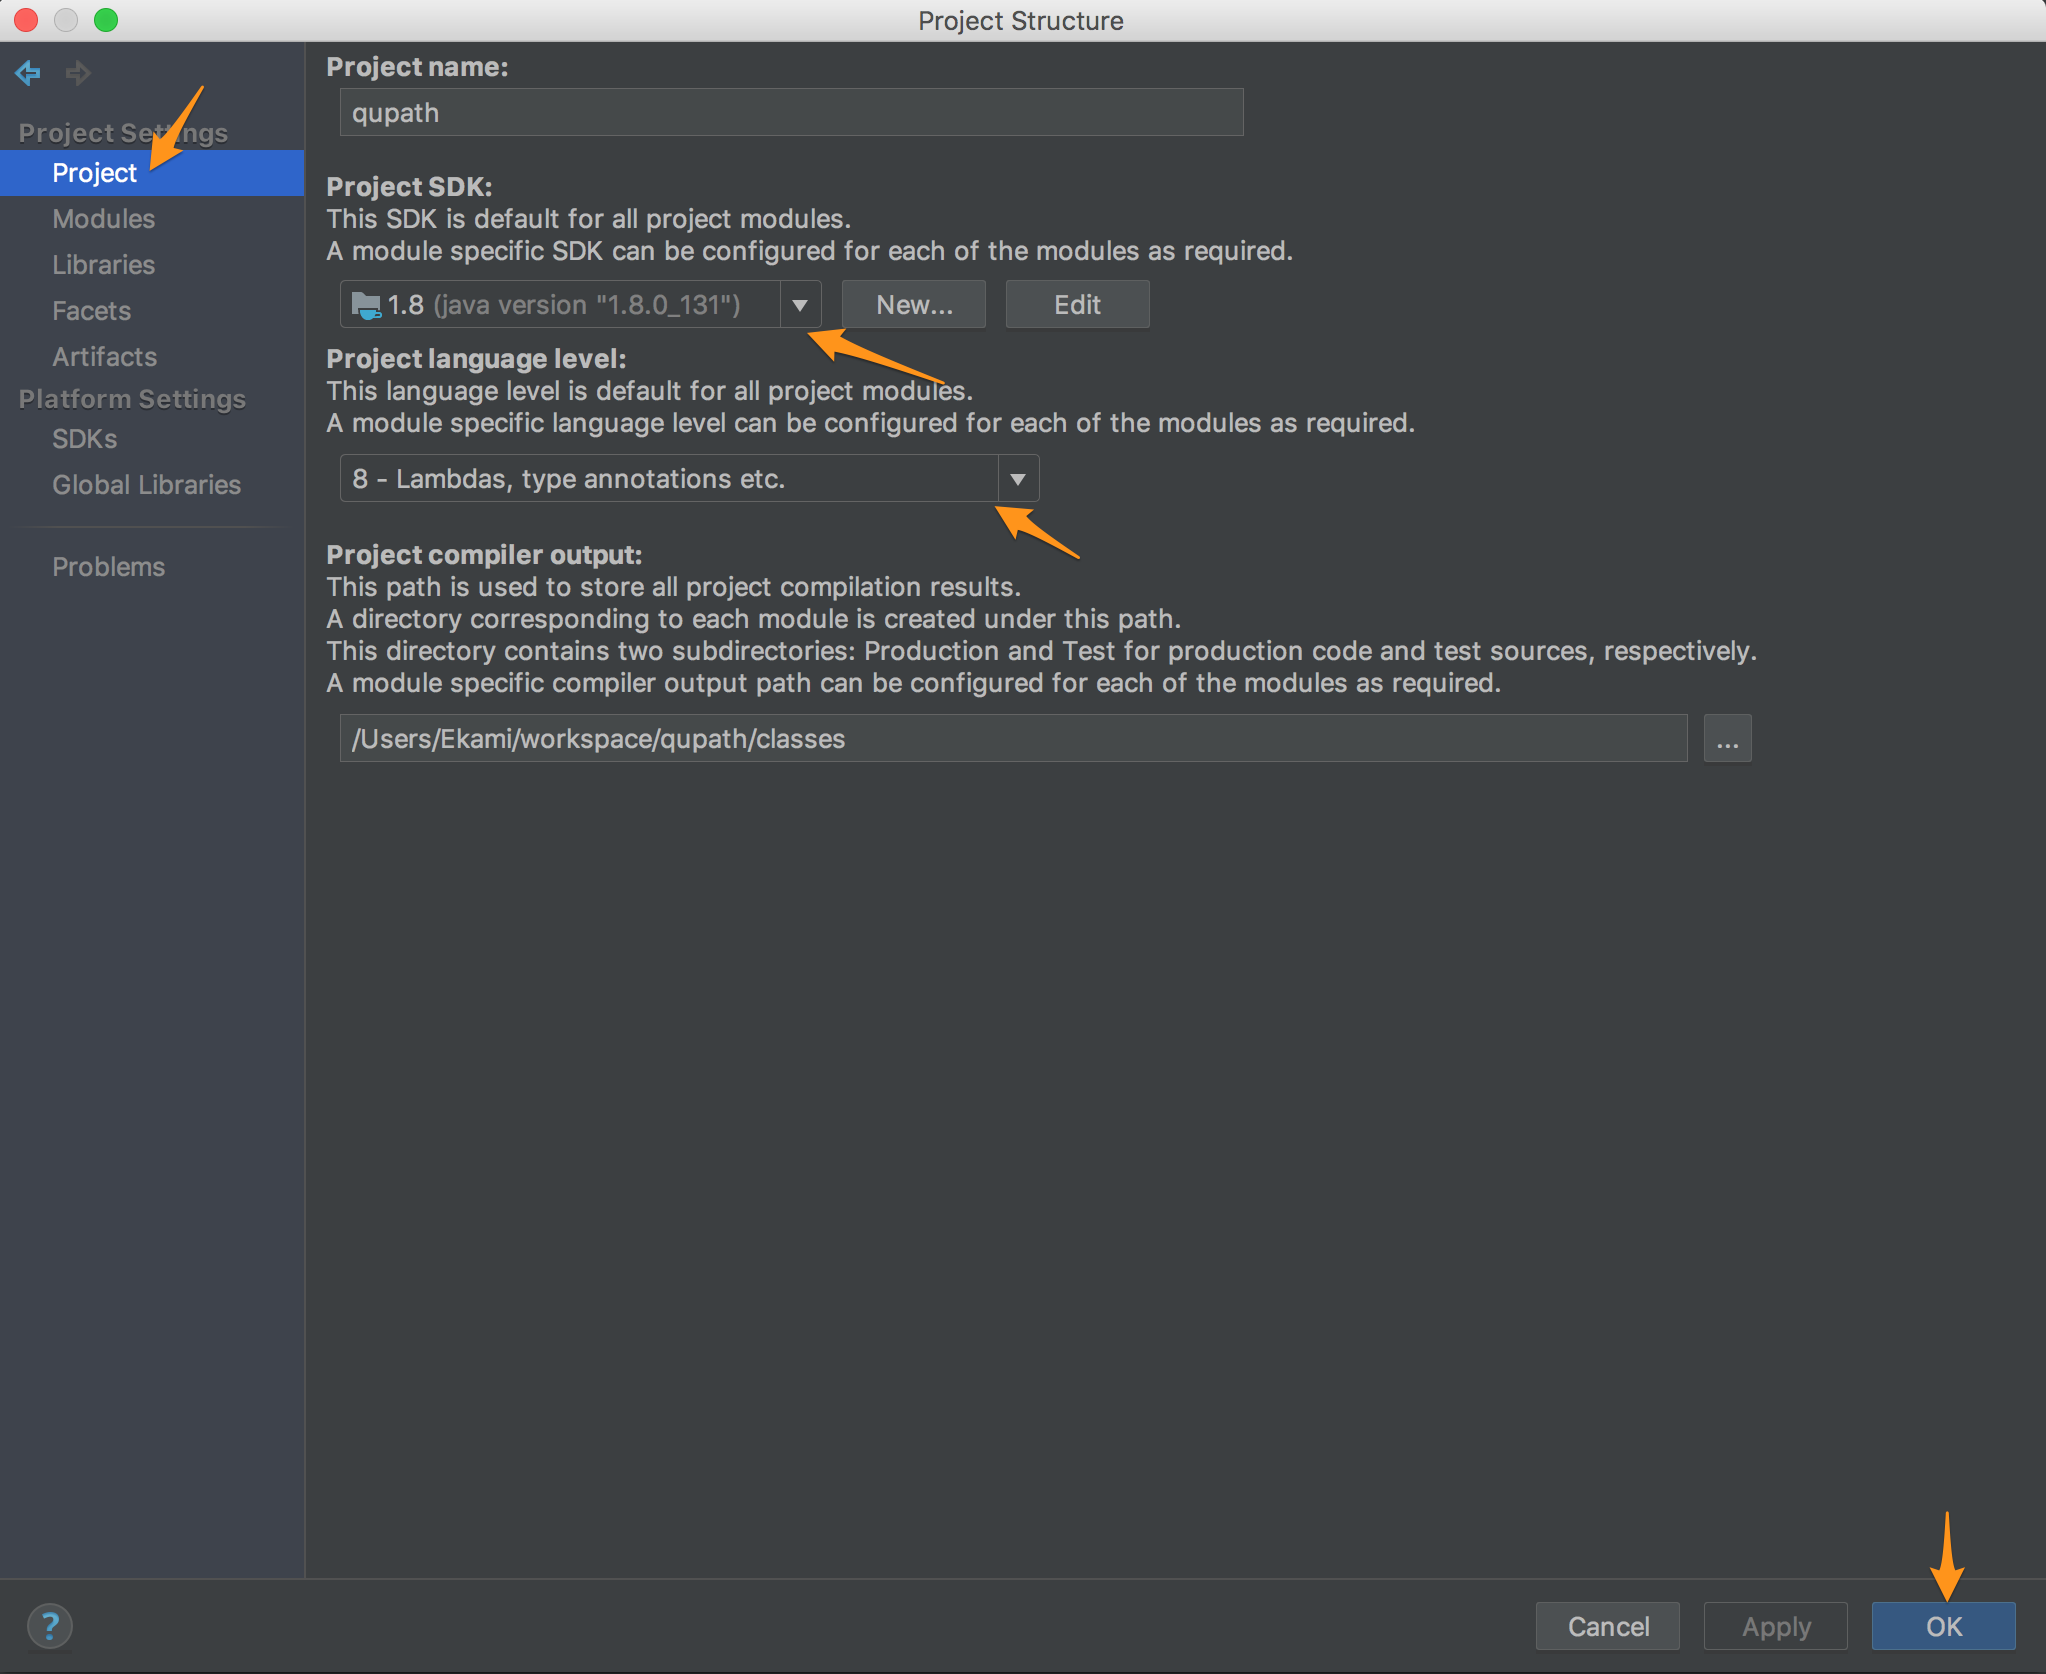 Project Structure
Project Settings
Project
Modules
Libraries
Facets
Artifacts
Platform Settings
SDKs
Global Libraries
Problems
Project name:
qupath
Project SDK:
This SDK is default for all project modules.
A module specific SDK can be configured for each of the modules as required.
1.8 (java version "1.8.0_131")
New...
Edit
Project language level:
This language level is default for all project modules.
A module specific language level can be configured for each of the modules as required.
8 - Lambdas, type annotations etc.
Project compiler output:
This path is used to store all project compilation results.
A directory corresponding to each module is created under this path.
This directory contains two subdirectories: Production and Test for production code and test sources, respectively.
A module specific compiler output path can be configured for each of the modules as required.
/Users/Ekami/workspace/qupath/classes
...
?
Cancel
Apply
OK